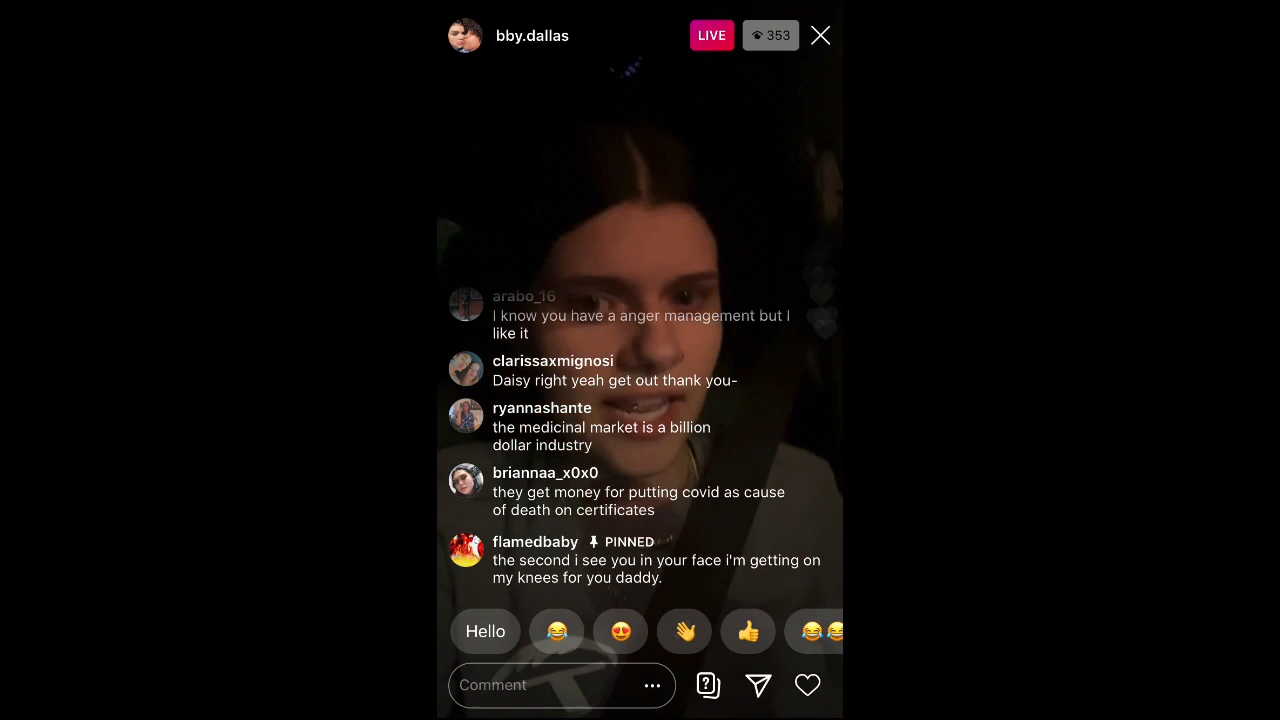 bby.dallas
LIVE
353
arabo_16
I know you have a anger management but I
like it
clarissaxmignosi
Daisy right yeah get out thank you-
ryannashante
the medicinal market is a billion
dollar industry
briannaa_x0x0
they get money for putting covid as cause
of death on certificates
flamedbaby PINNED
the second i see you in your face i'm getting on
my knees for you daddy.
Hello
Comment